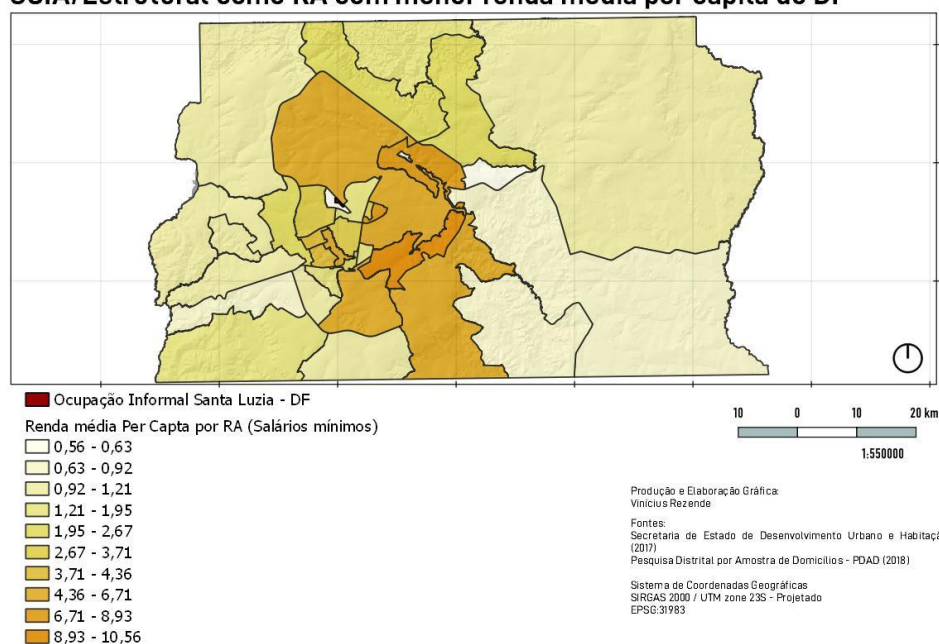 SCIA/Estrutural como RA com menor renda média per capita do DF
Ocupação Informal Santa Luzia - DF
Renda média Per Capta por RA (Salários mínimos)
0,56 - 0,63
0,63 - 0,92
0,92 - 1,21
1,21 - 1,95
1,95 - 2,67
2,67 - 3,71
3,71 - 4,36
4,36 - 6,71
6,71 - 8,93
8,93 - 10,56
10 0 10 20 km
1:550000
Produção e Elaboração Gráfica:
Vinícius Rezende
Fontes:
Secretaria de Estado de Desenvolvimento Urbano e
(2017)
Pesquisa Distrital por Amostra de Domicílios - PDAD (2018)
Sistema de Coordenadas Geográficas
SIRGAS 2000 / UTM zone 23S - Projetado
EPSG:31983